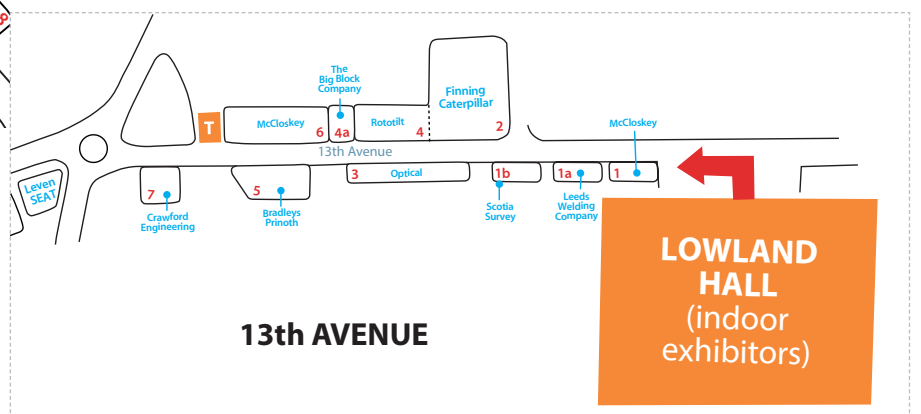 8
The
Big Block
Company
Finning
Caterpillar
T
McCloskey
6
4a
Rototilt
4
2
McCloskey
13th Avenue
Leven
SEAT
7
5
3
Optical
1b
1a
1
Crawford
Engineering
Bradleys
Prinoth
Scotia
Survey
Leeds
Welding
Company
13th AVENUE
LOWLAND
HALL
(indoor
exhibitors)